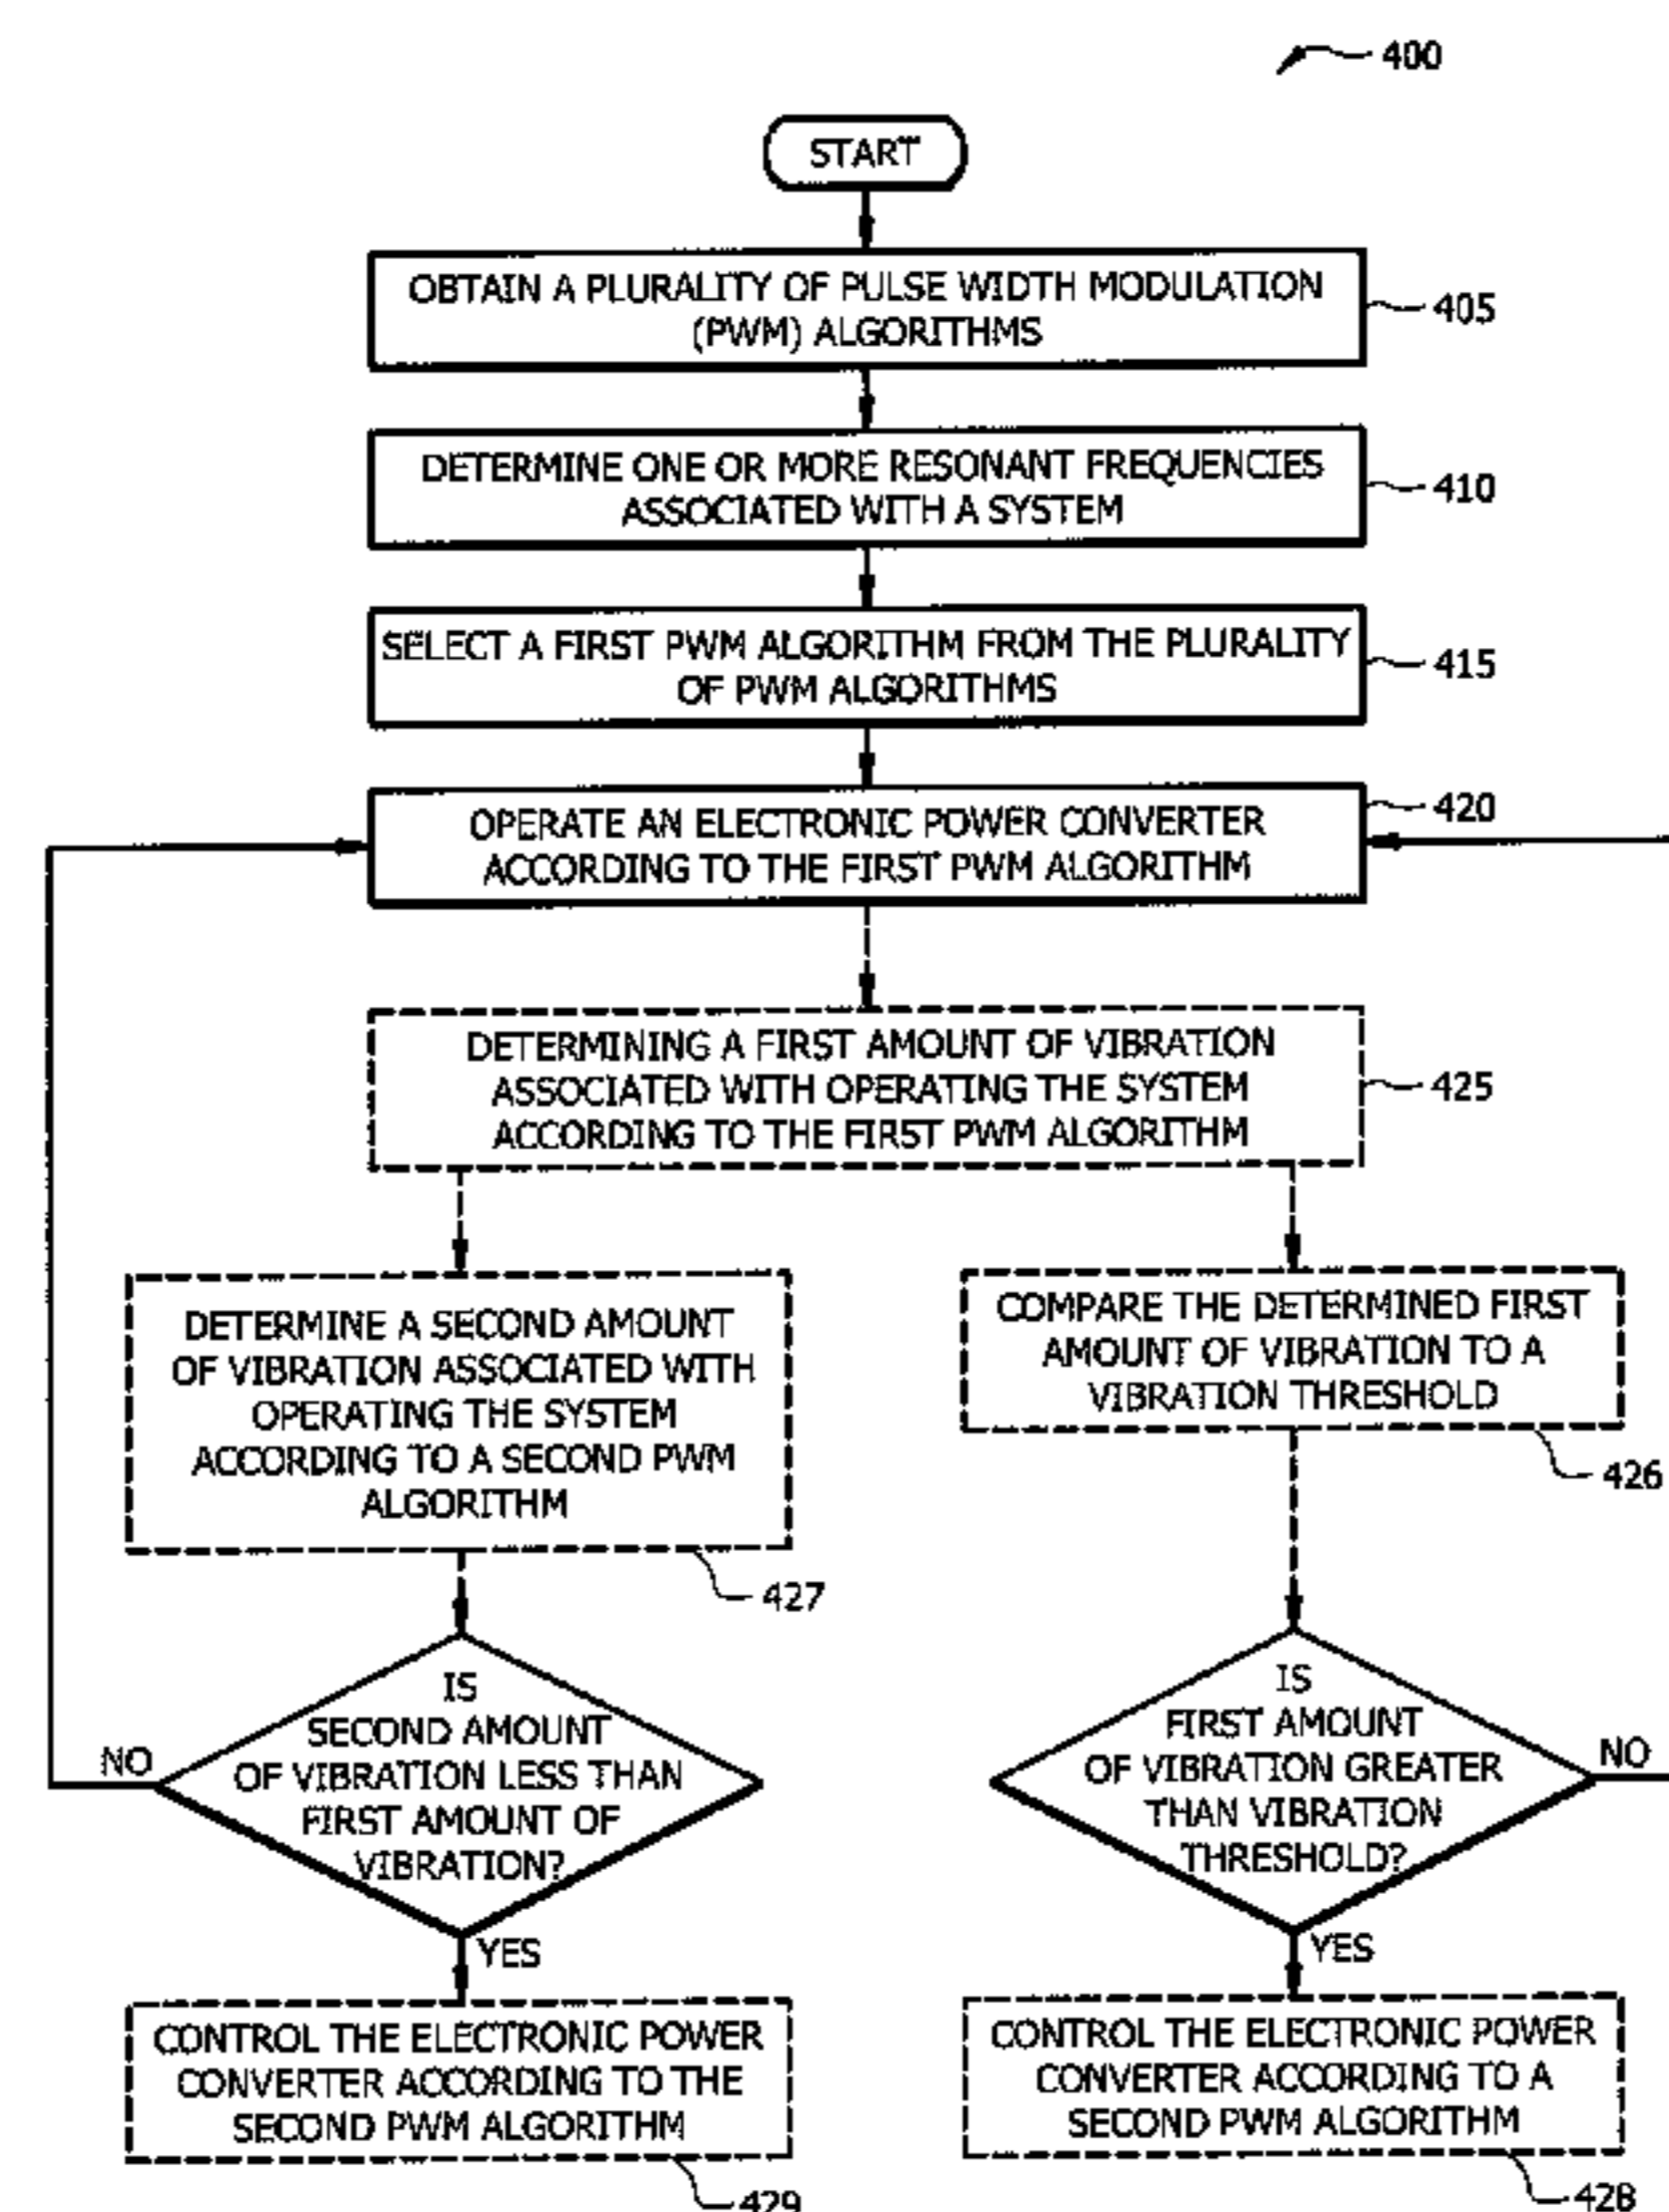 400
START
OBTAIN A PLURALITY OF PULSE WIDTH MODULATION
(PWM) ALGORITHMS
405
DETERMINE ONE OR MORE RESONANT FREQUENCIES
ASSOCIATED WITH A SYSTEM
410
SELECT A FIRST PWM ALGORITHM FROM THE PLURALITY
OF PWM ALGORITHMS
415
OPERATE AN ELECTRONIC POWER CONVERTER
ACCORDING TO THE FIRST PWM ALGORITHM
420
DETERMINING A FIRST AMOUNT OF VIBRATION
ASSOCIATED WITH OPERATING THE SYSTEM
ACCORDING TO THE FIRST PWM ALGORITHM
425
DETERMINE A SECOND AMOUNT
OF VIBRATION ASSOCIATED WITH
OPERATING THE SYSTEM
ACCORDING TO A SECOND PWM
ALGORITHM
427
COMPARE THE DETERMINED FIRST
AMOUNT OF VIBRATION TO A
VIBRATION THRESHOLD
426
IS
SECOND AMOUNT
OF VIBRATION LESS THAN
FIRST AMOUNT OF
VIBRATION?
NO
YES
IS
FIRST AMOUNT
OF VIBRATION GREATER
THAN VIBRATION
THRESHOLD?
NO
YES
CONTROL THE ELECTRONIC POWER
CONVERTER ACCORDING TO THE
SECOND PWM ALGORITHM
429
CONTROL THE ELECTRONIC POWER
CONVERTER ACCORDING TO A
SECOND PWM ALGORITHM
428